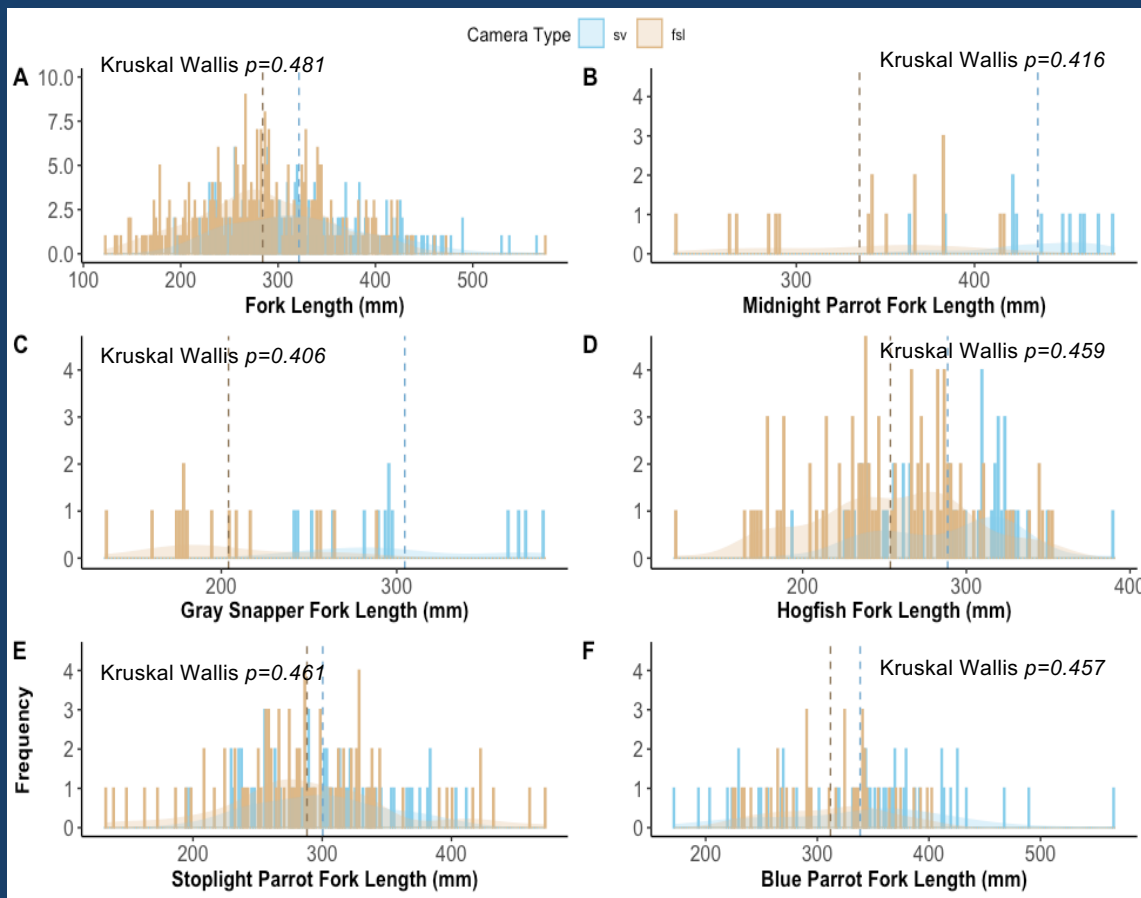 Camera Type sv fsl
A
Kruskal Wallis p=0.481
10.0
7.5
5.0
2.5
0.0
100 200 300 400 500
Fork Length (mm)
B
Kruskal Wallis p=0.416
4
3
2
1
0
300 400
Midnight Parrot Fork Length (mm)
C
Kruskal Wallis p=0.406
4
3
2
1
0
200 300
Gray Snapper Fork Length (mm)
D
Kruskal Wallis p=0.459
4
3
2
1
0
200 300 400
Hogfish Fork Length (mm)
E
Kruskal Wallis p=0.461
Frequency
4
3
2
1
0
200 300 400
Stoplight Parrot Fork Length (mm)
F
Kruskal Wallis p=0.457
4
3
2
1
0
200 300 400 500
Blue Parrot Fork Length (mm)